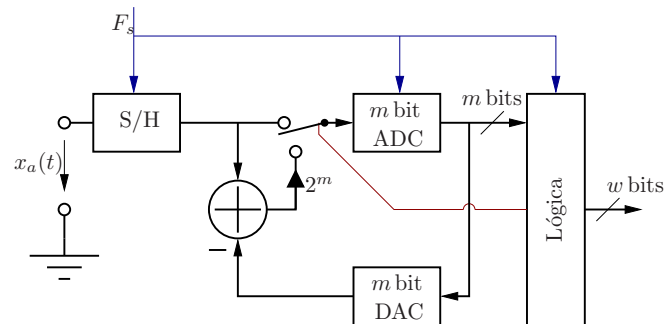 F_s
S/H
m bit
ADC
m bits
x_a(t)
2^m
−
w bits
Lógica
m bit
DAC